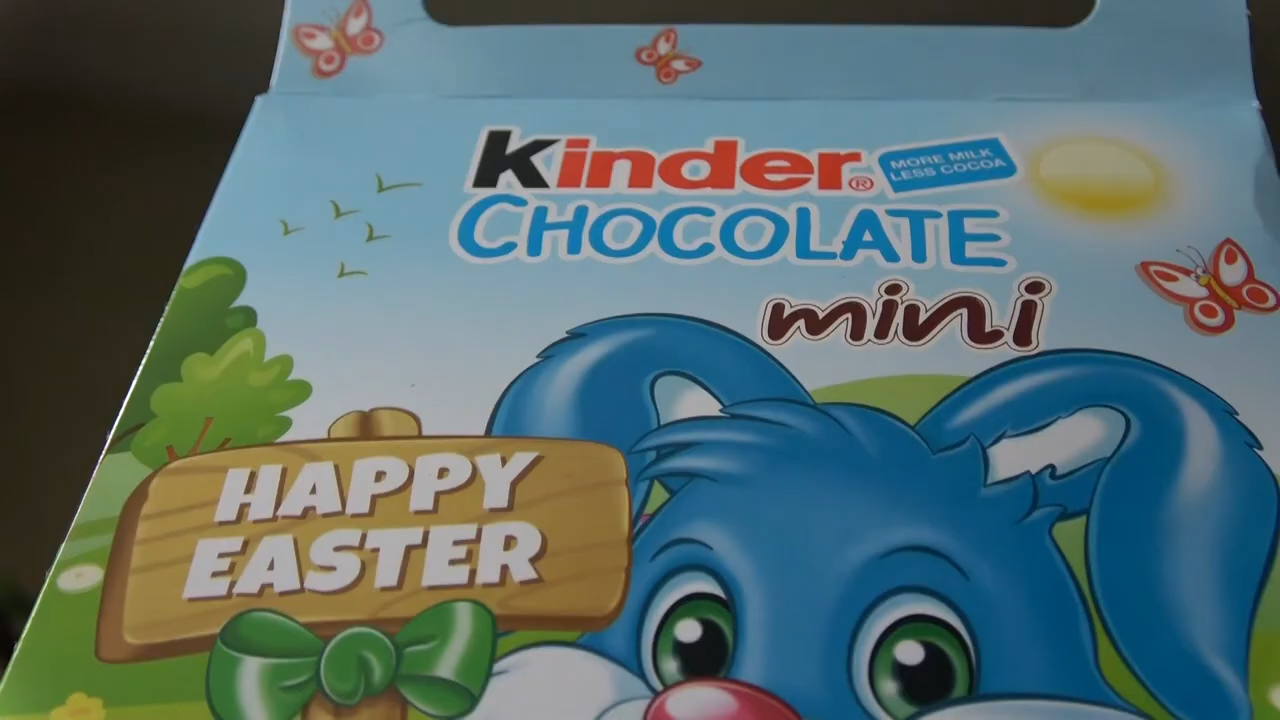 Kinder®
MORE MILK
LESS COCOA
CHOCOLATE
mini
HAPPY
EASTER